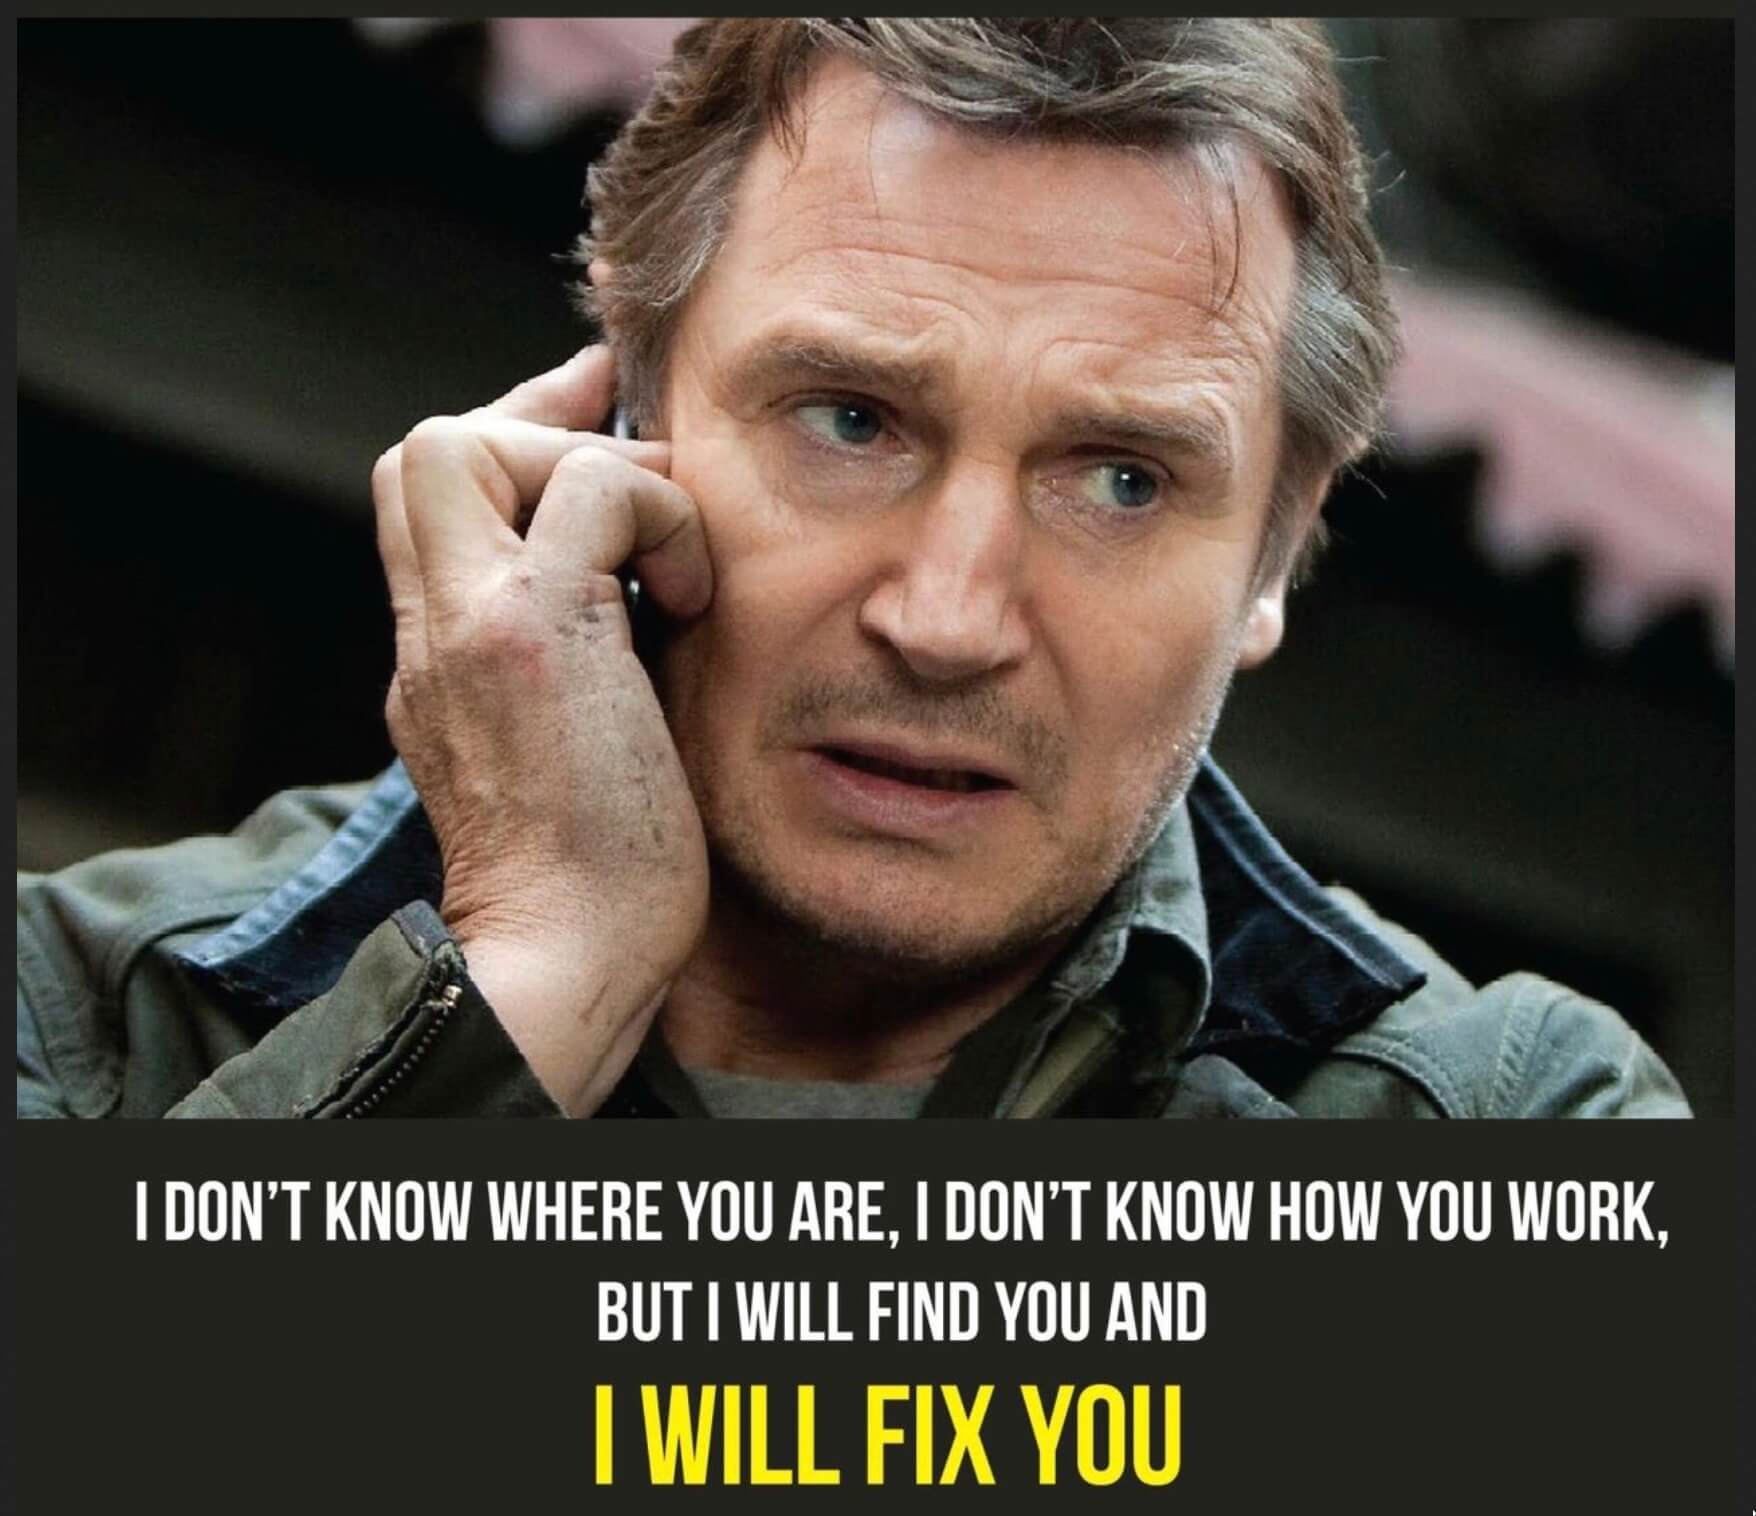 I DON'T KNOW WHERE YOU ARE, I DON'T KNOW HOW YOU WORK,
BUT I WILL FIND YOU AND
I WILL FIX YOU